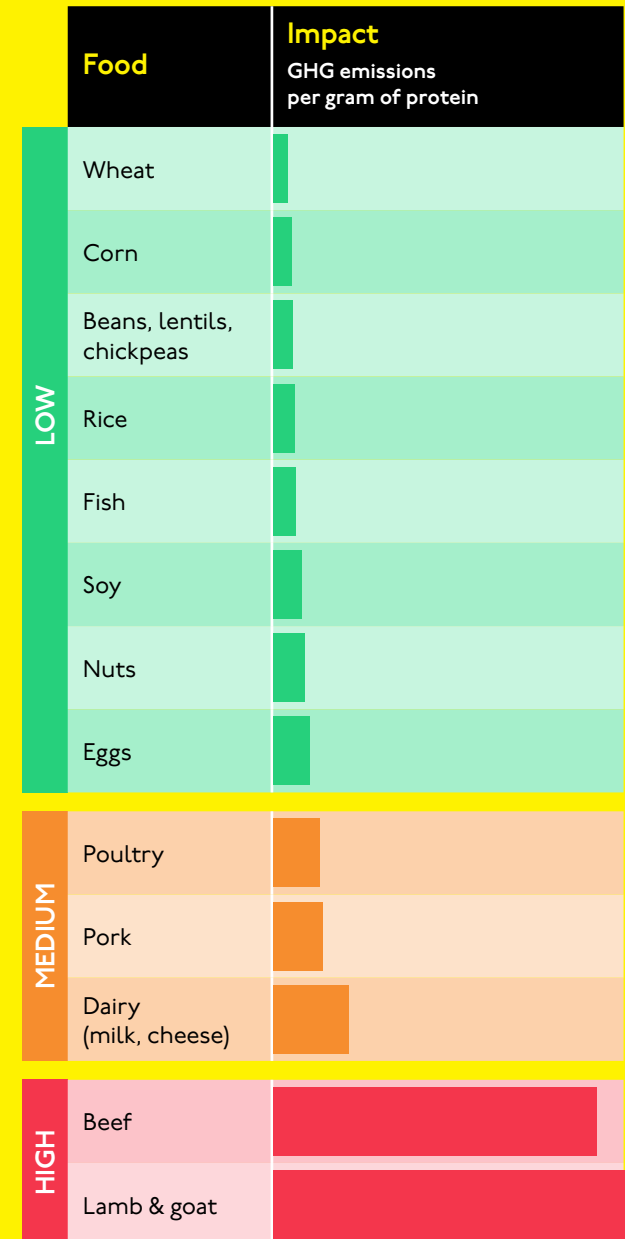 Food
Impact
GHG emissions
per gram of protein
LOW
Wheat
Corn
Beans, lentils,
chickpeas
Rice
Fish
Soy
Nuts
Eggs
MEDIUM
Poultry
Pork
Dairy
(milk, cheese)
HIGH
Beef
Lamb & goat